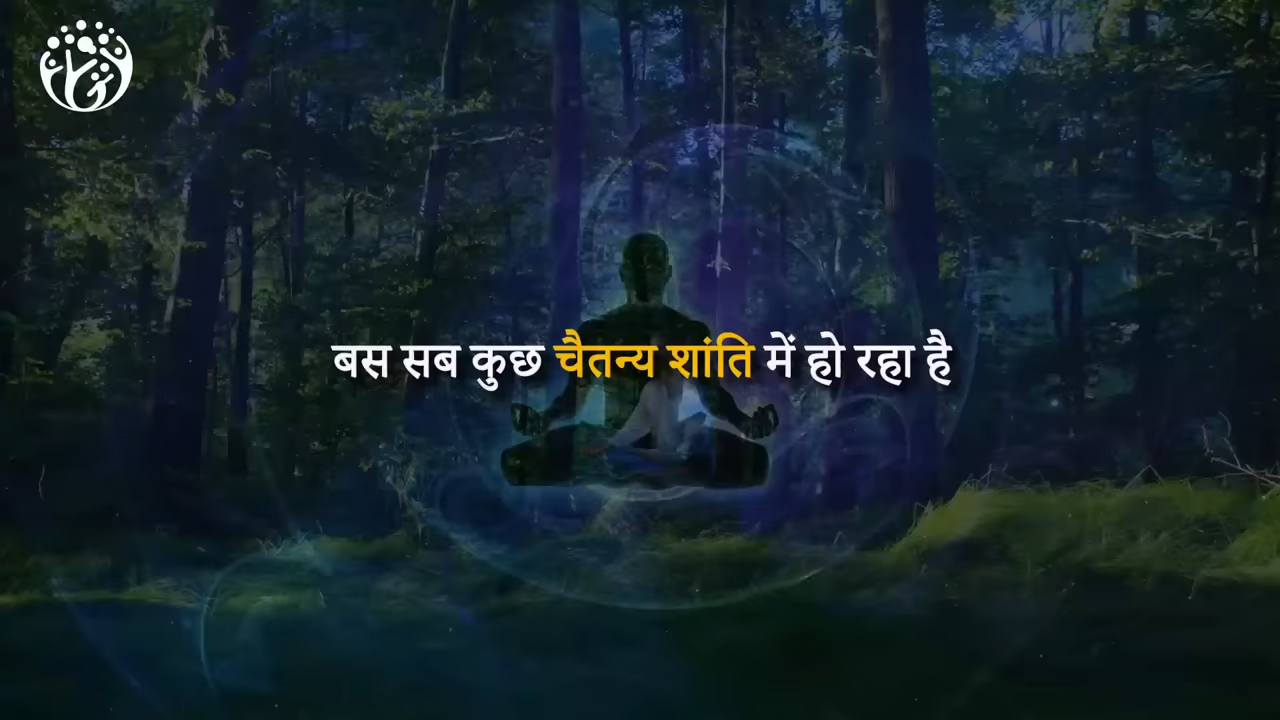 बस सब कुछ चैतन्य शांति में हो रहा है